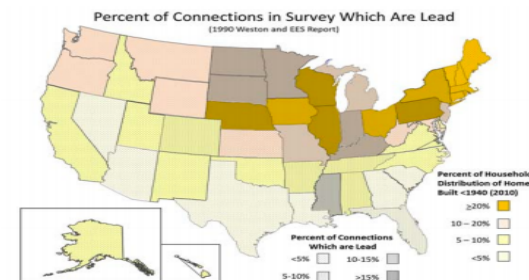 Percent of Connections in Survey Which Are Lead
(1990 Weston and EES Report)
Percent of Household
Distribution of Home
Built <1940 (2010)
≥20%
10 – 20%
5 – 10%
<5%
Percent of Connections
Which are Lead
<5%
10-15%
5-10%
>15%